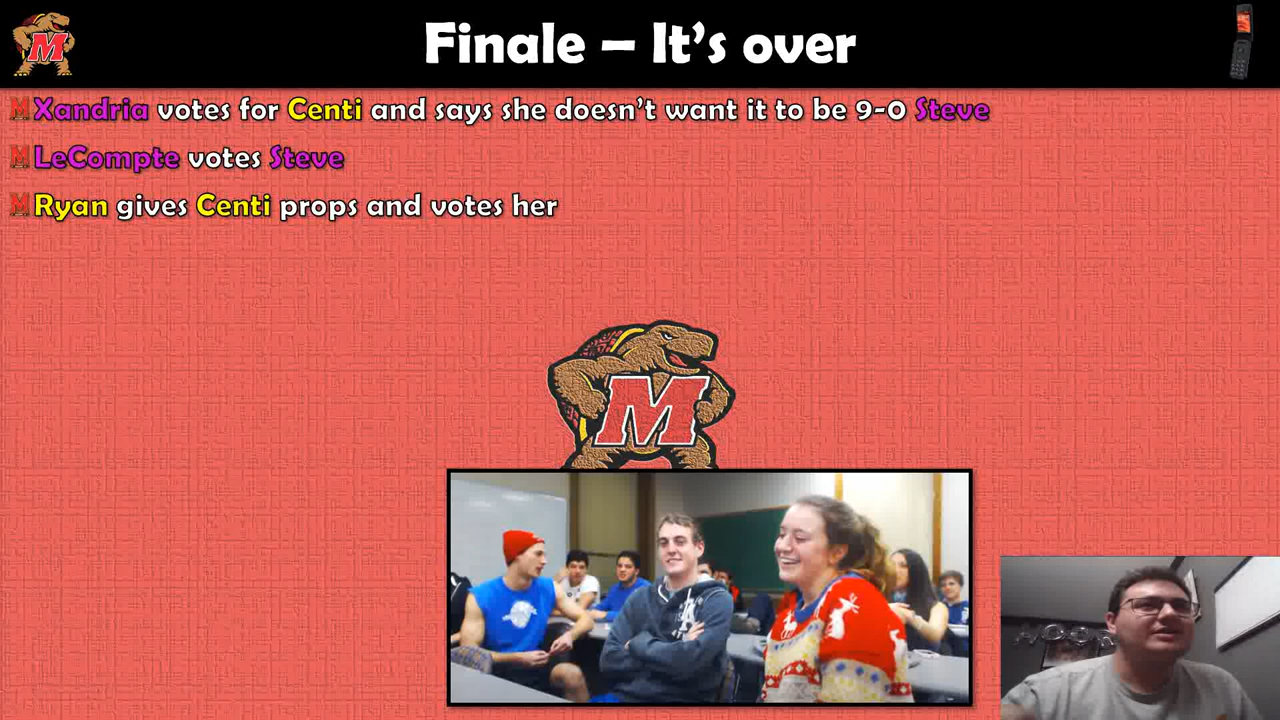 Finale – It’s over
Xandria votes for Centi and says she doesn’t want it to be 9-0 Steve
LeCompte votes Steve
Ryan gives Centi props and votes her
M